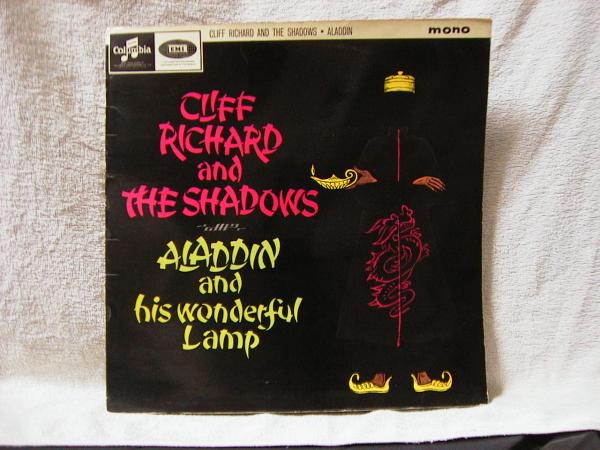 CLIFF RICHARD AND THE SHADOWS • ALADDIN
mono
Columbia
EMI
CLIFF
RICHARD
and
THE SHADOWS
ALADDIN
and
his wonderful
Lamp